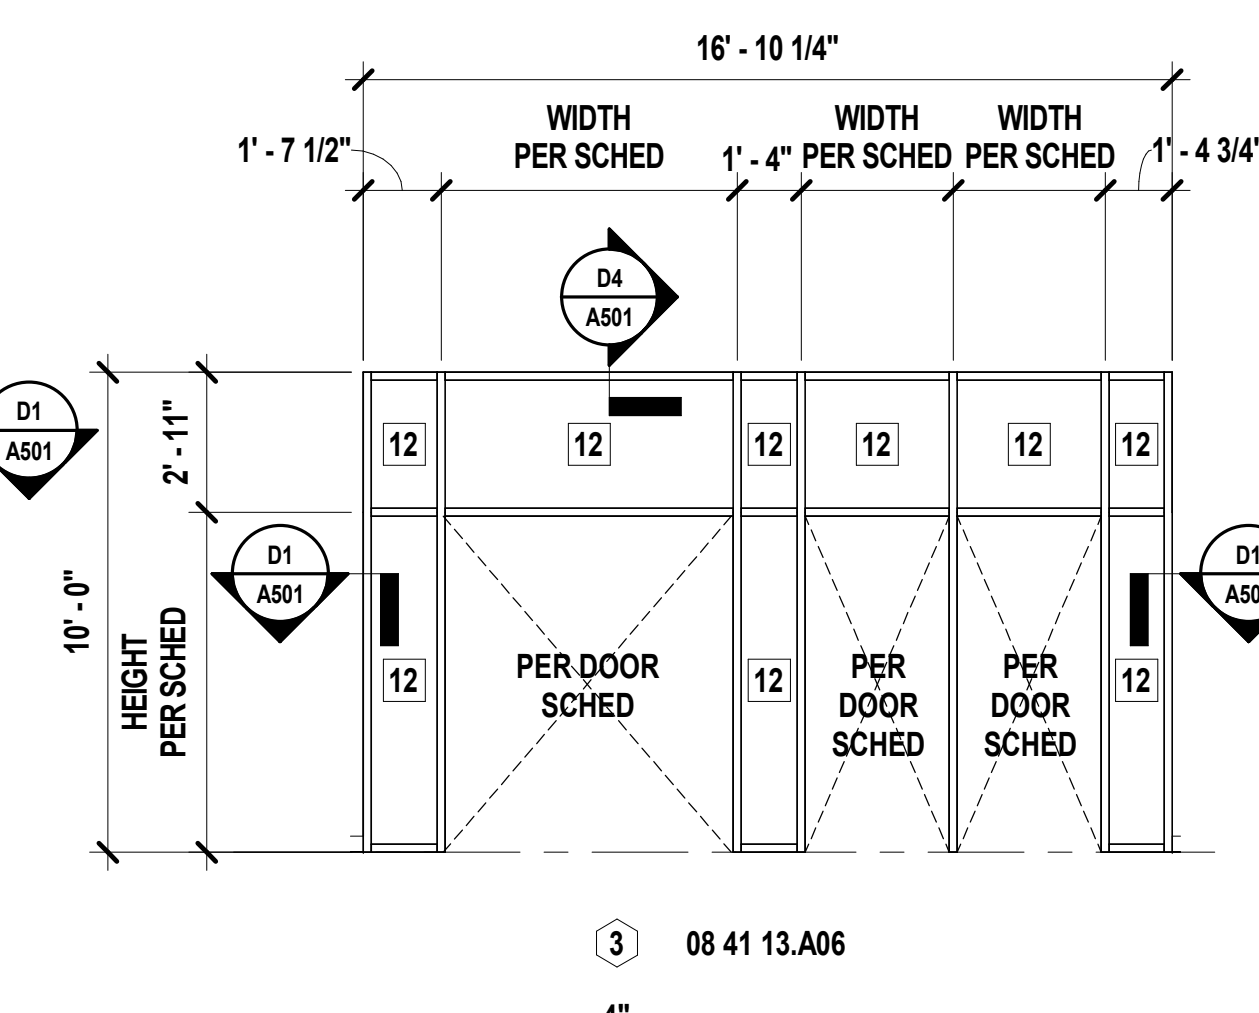 16' - 10 1/4"
WIDTH
PER SCHED
WIDTH
PER SCHED
WIDTH
PER SCHED
1' - 7 1/2"
1' - 4"
1' - 4 3/4"
D4
A501
D1
A501
2' - 11"
12
12
12
12
12
12
D1
A501
D1
10' - 0"
HEIGHT
PER SCHED
12
PER DOOR
SCHED
12
PER
DOOR
SCHED
PER
DOOR
SCHED
12
3
08 41 13.A06